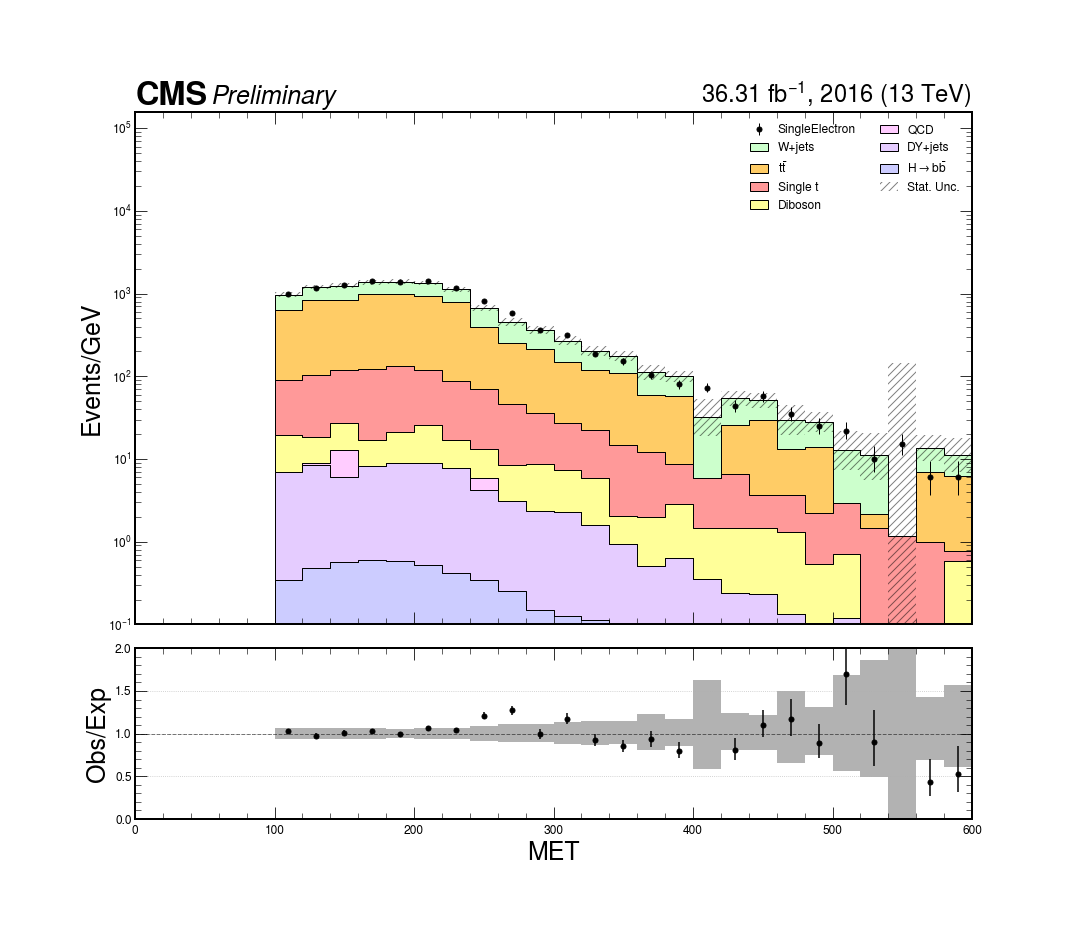 CMS Preliminary 36.31 fb⁻¹, 2016 (13 TeV)
SingleElectron QCD
W+jets DY+jets
tt̄ H→bb̄
Single t Stat. Unc.
Diboson
Events/GeV
10⁵
10⁴
10³
10²
10¹
10⁰
10⁻¹
Obs/Exp
2.0
1.5
1.0
0.5
0.0
0 100 200 300 400 500 600
MET